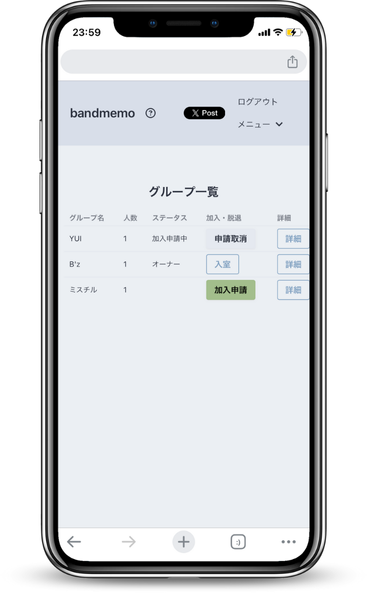 23:59
bandmemo ? X Post ログアウト
メニュー
グループ一覧
グループ名 人数 ステータス 加入・脱退 詳細
YUI 1 加入申請中 申請取消 詳細
B'z 1 オーナー 入室 詳細
ミスチル 1 加入申請 詳細
:)